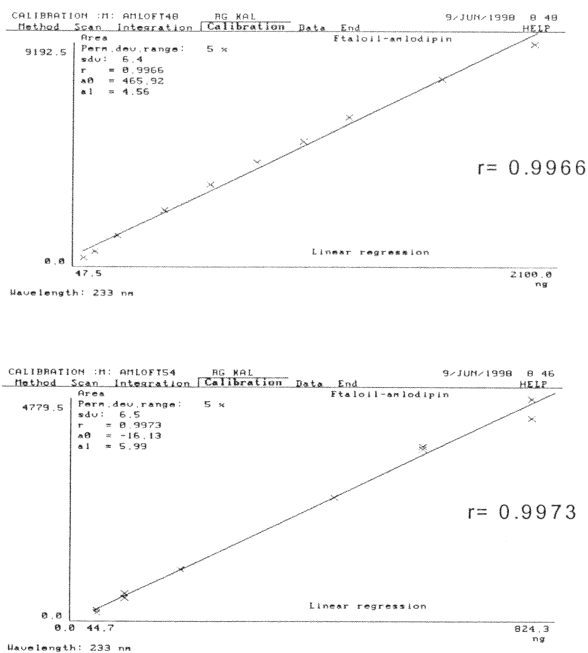 CALIBRATION :M: AMLOFT48 RG KAL 9/JUN/1998 8 48
Method Scan Integration Calibration Data End HELP
Area Ftaloil-amlodipin
9192.5 Perm.dev.range: 5 %
sdv: 6.4
r = 0.9966
a0 = 465.92
a1 = 4.56
r= 0.9966
0.0 Linear regression
47.5 2100.0
ng
Wavelength: 233 nm
CALIBRATION :M: AMLOFT54 RG KAL 9/JUN/1998 8 46
Method Scan Integration Calibration Data End HELP
Area Ftaloil-amlodipin
4779.5 Perm.dev.range: 5 %
sdv: 6.5
r = 0.9973
a0 = -16.13
a1 = 5.99
r= 0.9973
Linear regression
0.0
0.0 44.7 824.3
ng
Wavelength: 233 nm